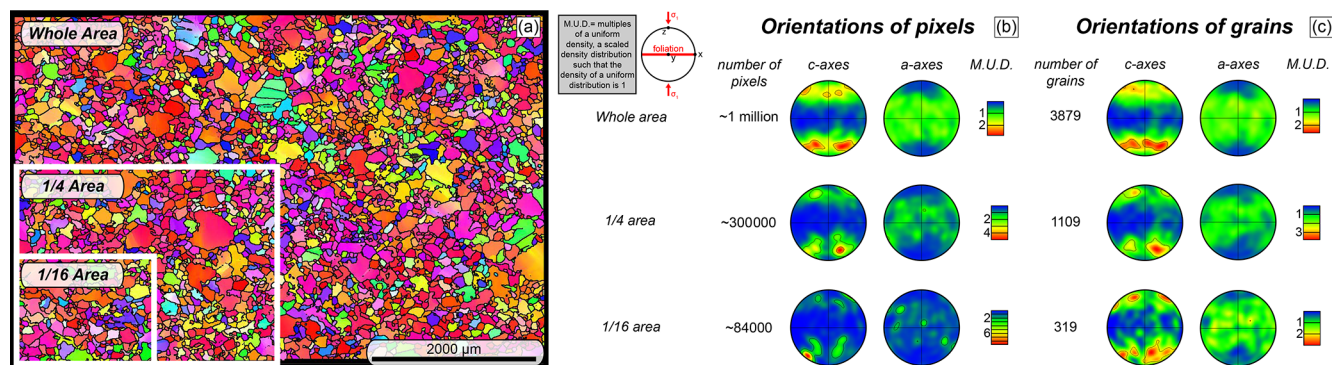 Whole Area
(a)
1/4 Area
1/16 Area
2000 µm
M.U.D.= multiples
of a uniform
density, a scaled
density distribution
such that the
density of a uniform
distribution is 1
σ₁
z
foliation
x
y
σ₁
Orientations of pixels
(b)
number of
pixels
c-axes
a-axes
M.U.D.
Whole area
~1 million
1
2
1/4 area
~300000
2
4
1/16 area
~84000
2
6
Orientations of grains
(c)
number of
grains
c-axes
a-axes
M.U.D.
3879
1
2
1109
1
3
319
1
2